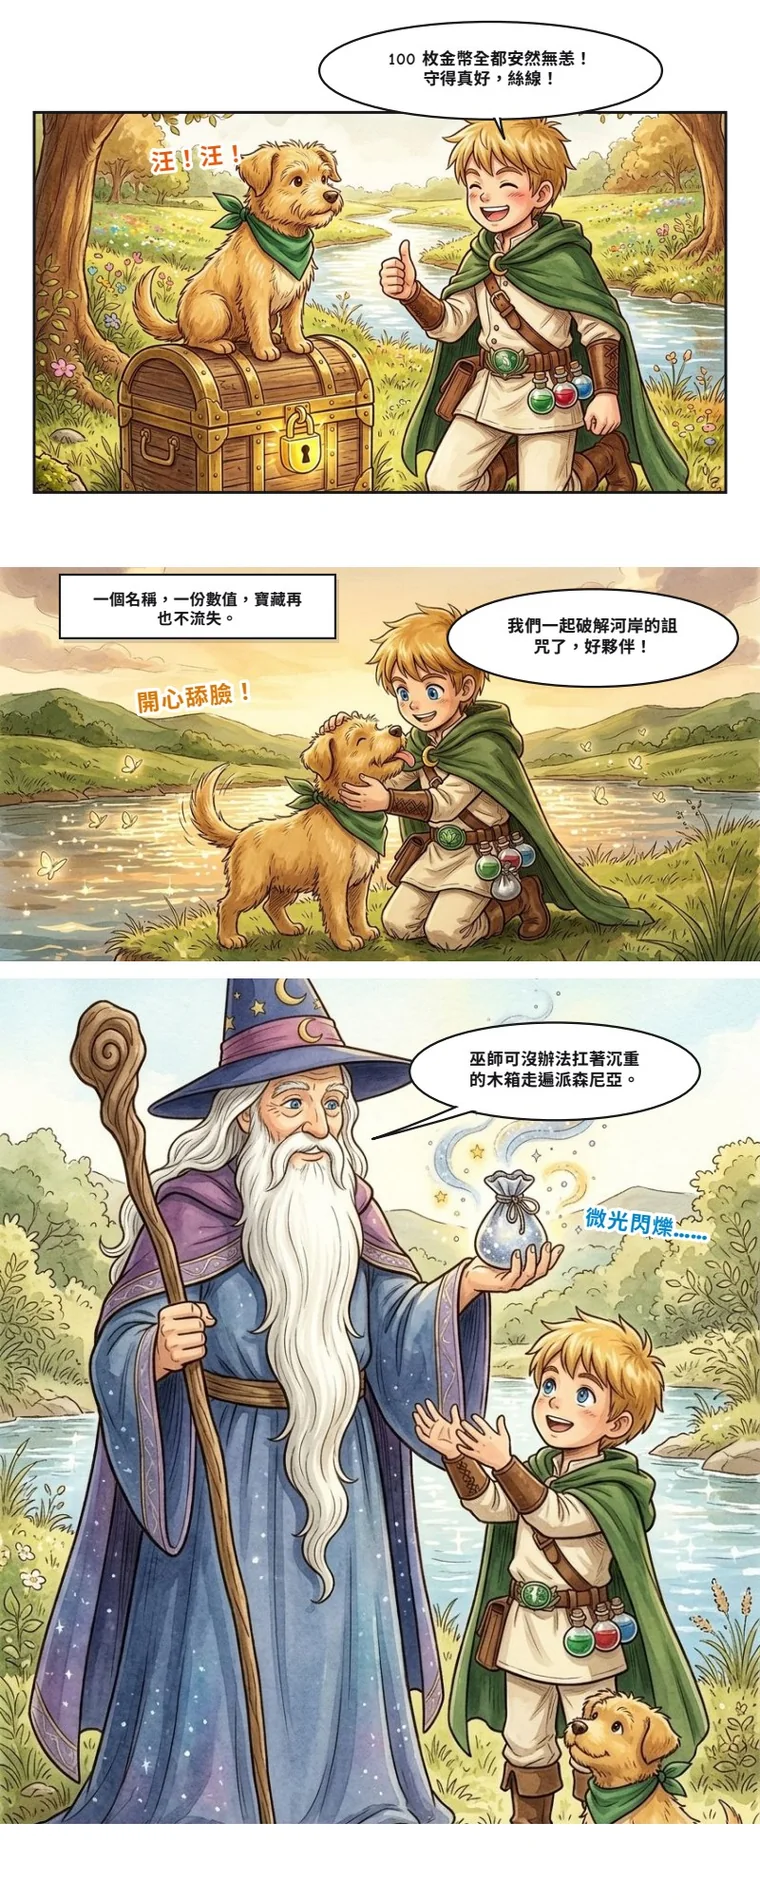 100 枚金幣全都安然無恙！
守得真好，絲線！
汪！汪！
一個名稱，一份數值，寶藏再
也不流失。
我們一起破解河岸的詛
咒了，好夥伴！
開心舔臉！
巫師可沒辦法扛著沉重
的木箱走遍派森尼亞。
微光閃爍……